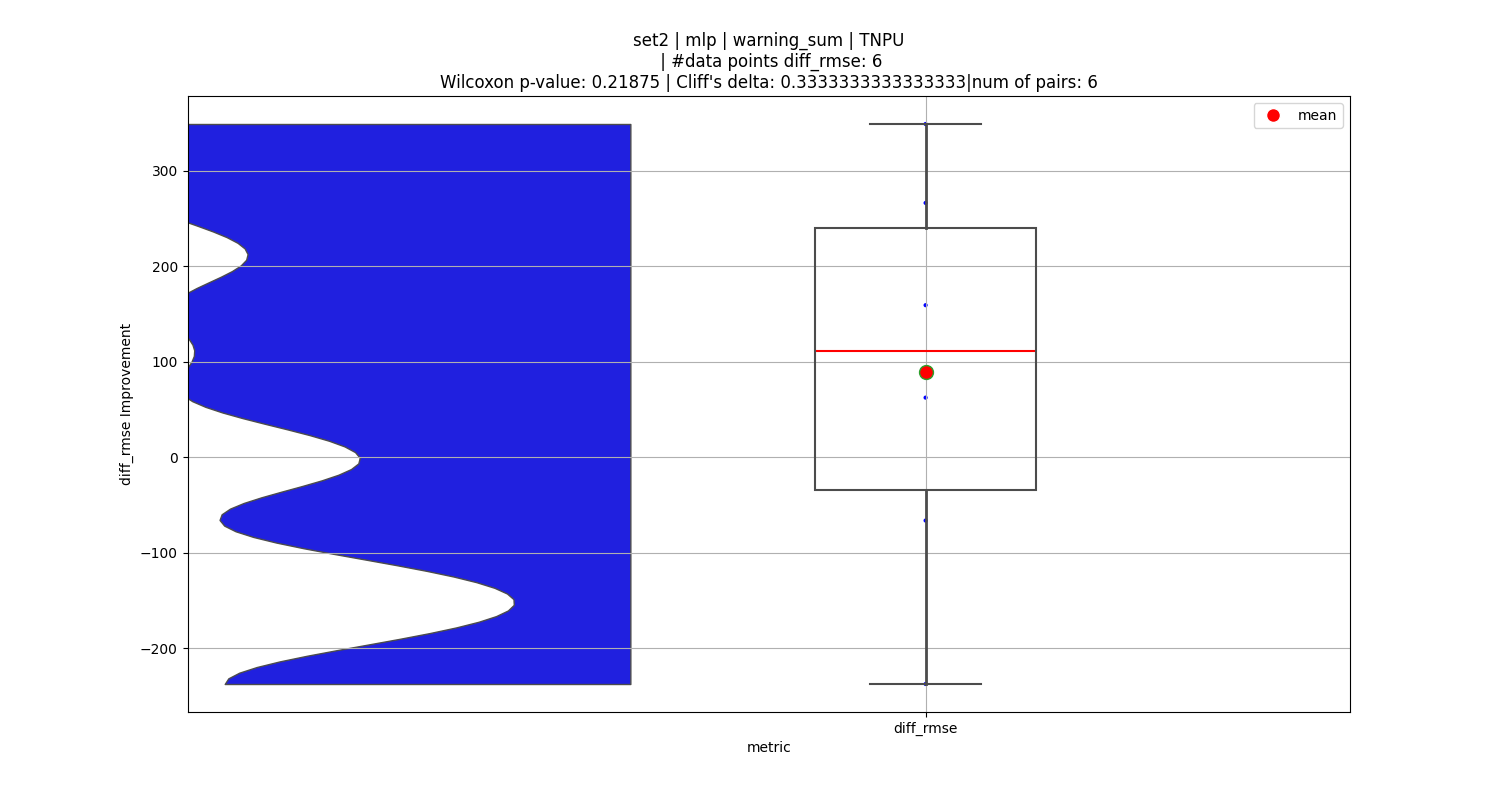 set2 | mlp | warning_sum | TNPU
| #data points diff_rmse: 6
Wilcoxon p-value: 0.21875 | Cliff's delta: 0.3333333333333333|num of pairs: 6
mean
diff_rmse Improvement
300
200
100
0
−100
−200
diff_rmse
metric